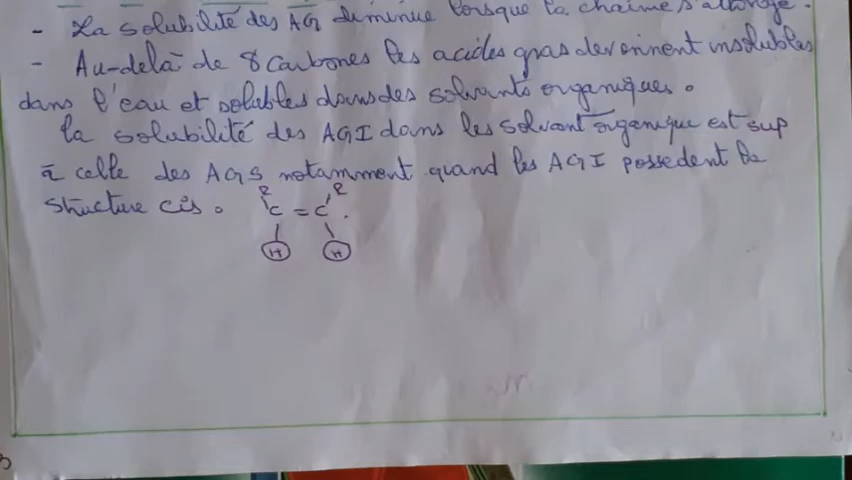 - La solubilité des AG diminue lorsque la chaîne s'allonge.
- Au-delà de 8 Carbones les acides gras deviennent insolubles
dans l'eau et solubles dans des solvants organiques.
la solubilité des AGI dans les solvant organique est sup
à celle des AGS notamment quand les AGI possedent la
structure cis.
R R
C = C.
H H